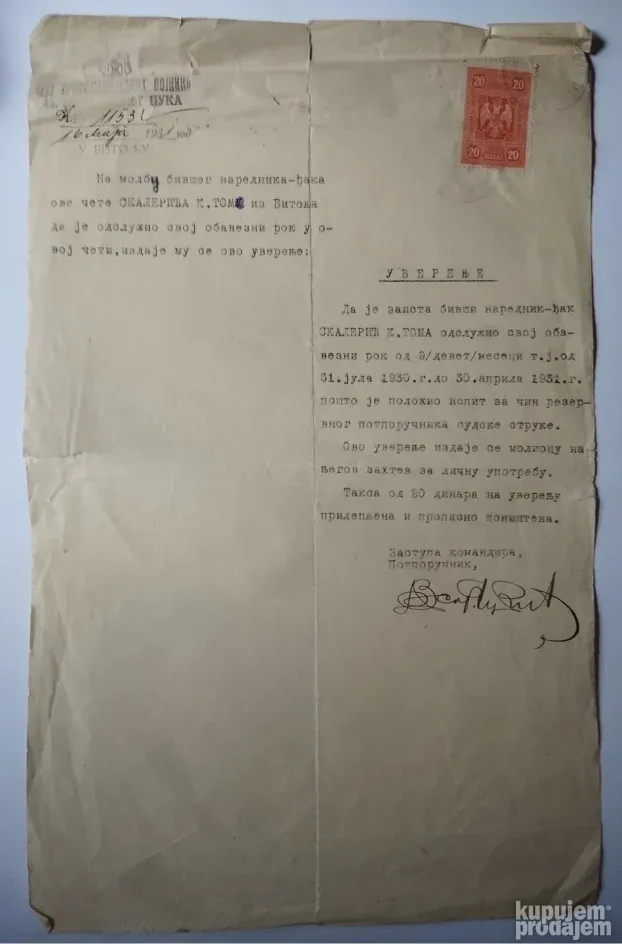 ПУКА
16 маја 1931 год
У БИТОЉУ
На молбу бившег наредника-ђака
ове чете СКАЛЕРИЋА К.ТОМЕ из Битоља
да је одслужио свој обавезни рок у о-
вој чети,издаје му се ово уверење:
20 20
20 20
УВЕРЕЊЕ
Да је заиста бивши наредник-ђак
СКАЛЕРИЋ К.ТОМА одслужио свој оба-
везни рок од 9/девет/месеци т.ј.од
31.јула 1930.г.до 30.априла 1931.г.
пошто је положио испит за чин резер-
вног потпоручника судске струке.
Ово уверење издаје се молиоцу на
његов захтев за личну употребу.
Такса од 20 динара на уверењу
прилепљена и прописно поништена.
Заступа командира,
Потпоручник,
kupujem
prodajem